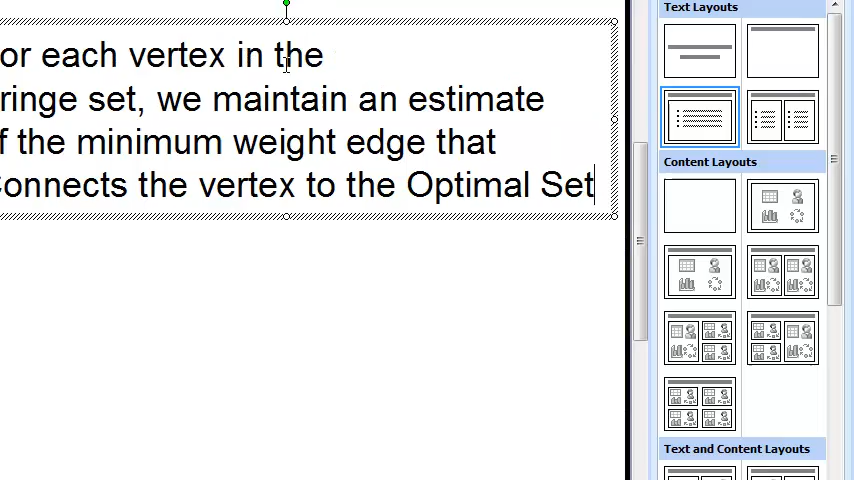 or each vertex in the
ringe set, we maintain an estimate
f the minimum weight edge that
onnects the vertex to the Optimal Set
Text Layouts
Content Layouts
Text and Content Layouts